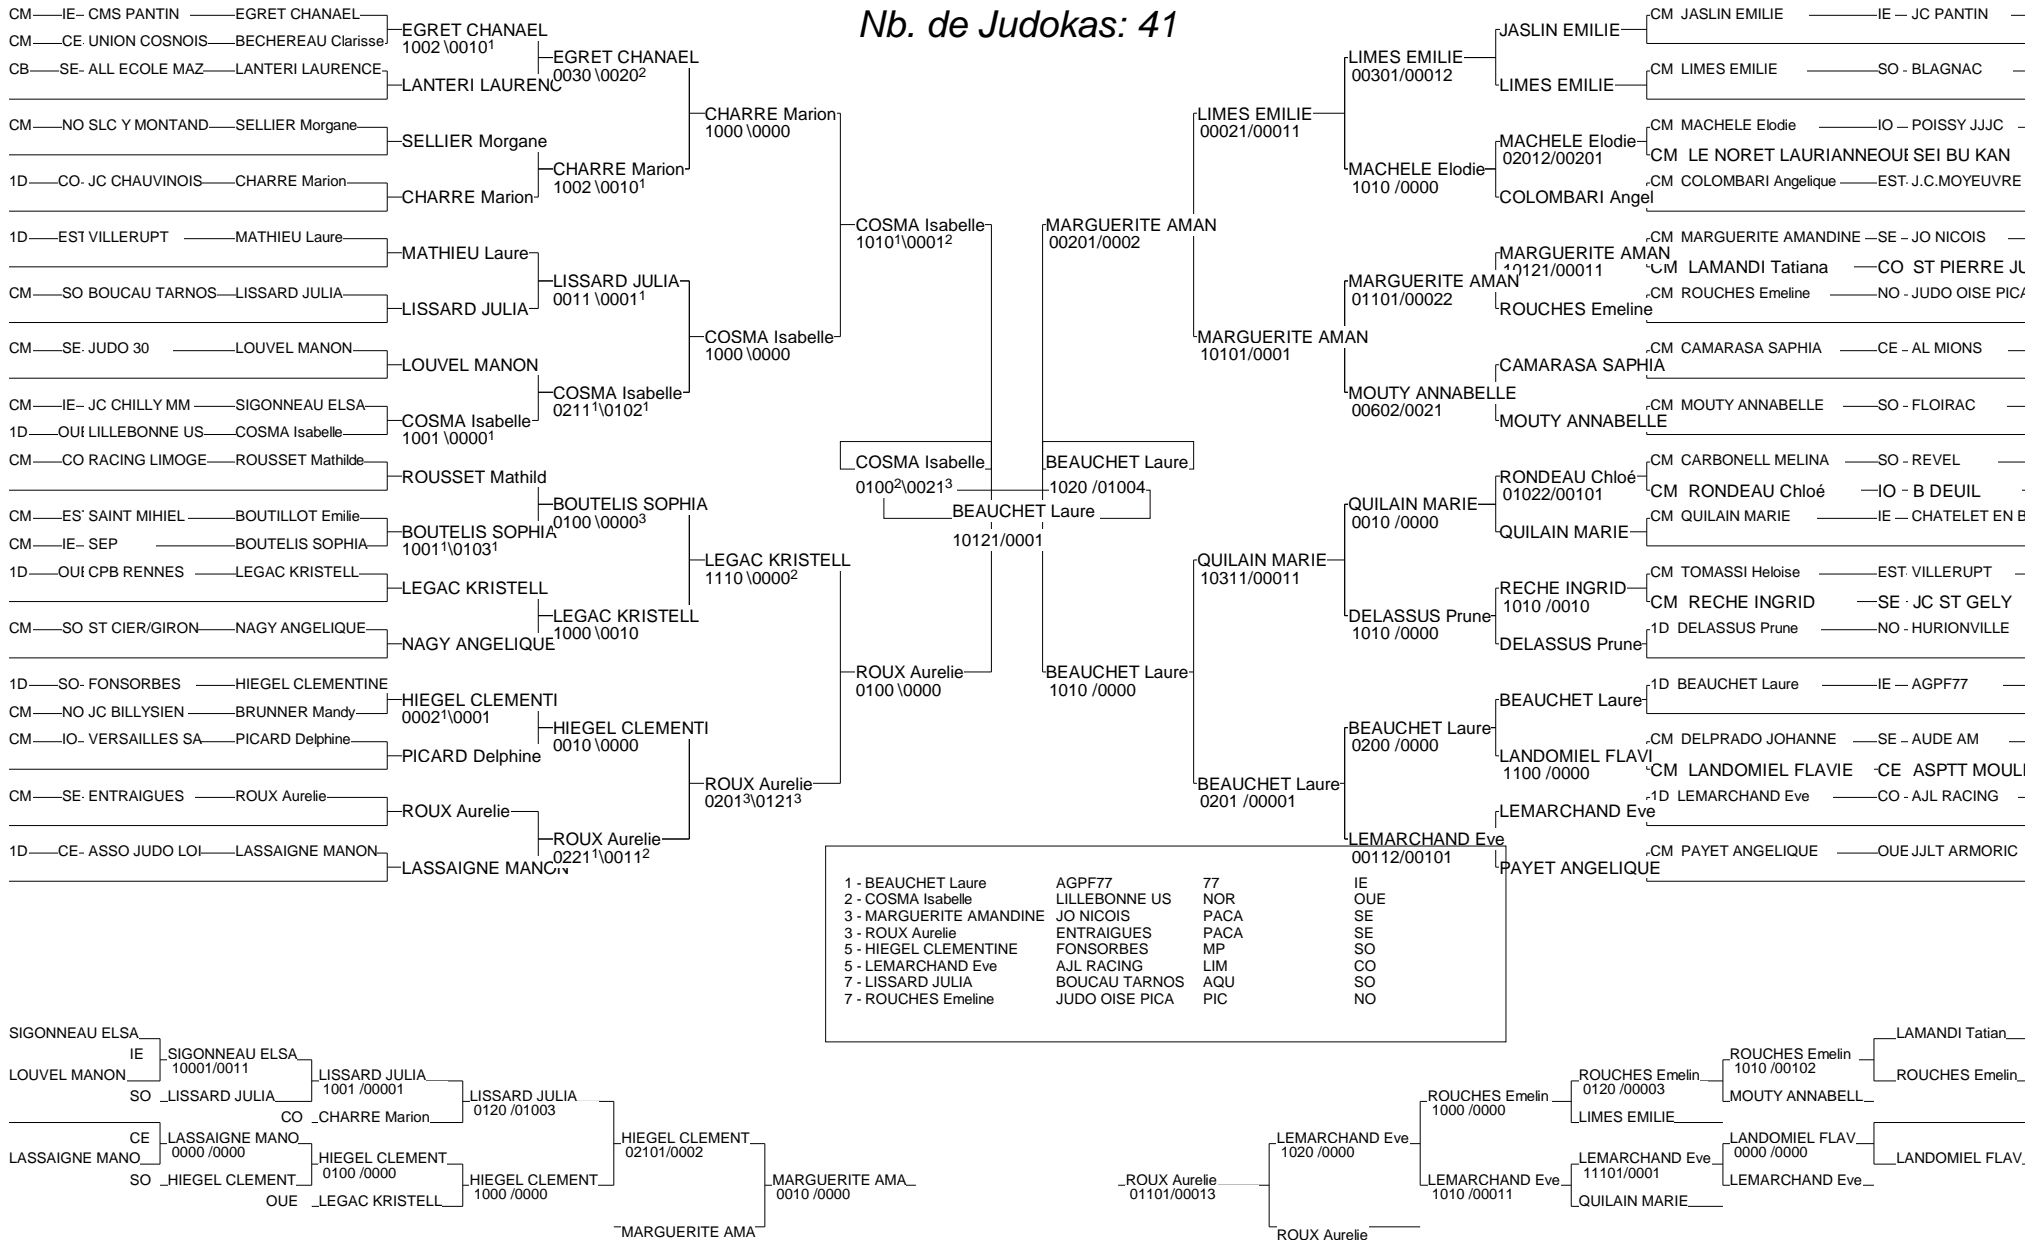 Nb. de Judokas: 41
CM IE CMS PANTIN EGRET CHANAEL
CM CE UNION COSNOIS BECHEREAU Clarisse
CB SE ALL ECOLE MAZ LANTERI LAURENCE
CM NO SLC Y MONTAND SELLIER Morgane
1D CO JC CHAUVINOIS CHARRE Marion
1D EST VILLERUPT MATHIEU Laure
CM SO BOUCAU TARNOS LISSARD JULIA
CM SE JUDO 30 LOUVEL MANON
CM IE JC CHILLY MM SIGONNEAU ELSA
1D OUE LILLEBONNE US COSMA Isabelle
CM CO RACING LIMOGE ROUSSET Mathilde
CM ES SAINT MIHIEL BOUTILLOT Emilie
CM IE SEP BOUTELIS SOPHIA
1D OUE CPB RENNES LEGAC KRISTELL
CM SO ST CIER/GIRON NAGY ANGELIQUE
1D SO FONSORBES HIEGEL CLEMENTINE
CM NO JC BILLYSIEN BRUNNER Mandy
CM IO VERSAILLES SA PICARD Delphine
CM SE ENTRAIGUES ROUX Aurelie
1D CE ASSO JUDO LOI LASSAIGNE MANON
EGRET CHANAEL
1002 \0010¹
LANTERI LAURENC
SELLIER Morgane
CHARRE Marion
MATHIEU Laure
LISSARD JULIA
LOUVEL MANON
COSMA Isabelle
1001 \0000¹
ROUSSET Mathild
BOUTELIS SOPHIA
1001¹\0103¹
LEGAC KRISTELL
NAGY ANGELIQUE
HIEGEL CLEMENTI
0002¹\0001
PICARD Delphine
ROUX Aurelie
LASSAIGNE MANON
EGRET CHANAEL
0030 \0020²
CHARRE Marion
1002 \0010¹
LISSARD JULIA
0011 \0001¹
COSMA Isabelle
0211¹\0102¹
BOUTELIS SOPHIA
0100 \0000³
LEGAC KRISTELL
1000 \0010
HIEGEL CLEMENTI
0010 \0000
ROUX Aurelie
0221¹\0011²
CHARRE Marion
1000 \0000
COSMA Isabelle
1000 \0000
LEGAC KRISTELL
1110 \0000²
ROUX Aurelie
0201³\0121³
COSMA Isabelle
1010¹\0001²
ROUX Aurelie
0100 \0000
COSMA Isabelle
0100²\0021³
BEAUCHET Laure
1020 /01004
BEAUCHET Laure
10121/0001
MARGUERITE AMAN
00201/0002
BEAUCHET Laure
1010 /0000
LIMES EMILIE
00021/00011
MARGUERITE AMAN
10101/0001
QUILAIN MARIE
10311/00011
BEAUCHET Laure
0201 /00001
LIMES EMILIE
00301/00012
MACHELE Elodie
1010 /0000
MARGUERITE AMAN
01101/00022
MOUTY ANNABELLE
00602/0021
QUILAIN MARIE
0010 /0000
DELASSUS Prune
1010 /0000
BEAUCHET Laure
0200 /0000
LEMARCHAND Eve
00112/00101
JASLIN EMILIE
LIMES EMILIE
MACHELE Elodie
02012/00201
COLOMBARI Angel
MARGUERITE AMAN
10121/00011
ROUCHES Emeline
CAMARASA SAPHIA
MOUTY ANNABELLE
RONDEAU Chloé
01022/00101
QUILAIN MARIE
RECHE INGRID
1010 /0010
DELASSUS Prune
BEAUCHET Laure
LANDOMIEL FLAVI
1100 /0000
LEMARCHAND Eve
PAYET ANGELIQUE
CM JASLIN EMILIE IE JC PANTIN
CM LIMES EMILIE SO BLAGNAC
CM MACHELE Elodie IO POISSY JJJC
CM LE NORET LAURIANNE OUE SEI BU KAN
CM COLOMBARI Angelique EST J.C.MOYEUVRE
CM MARGUERITE AMANDINE SE JO NICOIS
CM LAMANDI Tatiana CO ST PIERRE JU
CM ROUCHES Emeline NO JUDO OISE PICA
CM CAMARASA SAPHIA CE AL MIONS
CM MOUTY ANNABELLE SO FLOIRAC
CM CARBONELL MELINA SO REVEL
CM RONDEAU Chloé IO B DEUIL
CM QUILAIN MARIE IE CHATELET EN B
CM TOMASSI Heloise EST VILLERUPT
CM RECHE INGRID SE JC ST GELY
1D DELASSUS Prune NO HURIONVILLE
1D BEAUCHET Laure IE AGPF77
CM DELPRADO JOHANNE SE AUDE AM
CM LANDOMIEL FLAVIE CE ASPTT MOULI
1D LEMARCHAND Eve CO AJL RACING
CM PAYET ANGELIQUE OUE JJLT ARMORIC
1 - BEAUCHET Laure AGPF77 77 IE
2 - COSMA Isabelle LILLEBONNE US NOR OUE
3 - MARGUERITE AMANDINE JO NICOIS PACA SE
3 - ROUX Aurelie ENTRAIGUES PACA SE
5 - HIEGEL CLEMENTINE FONSORBES MP SO
5 - LEMARCHAND Eve AJL RACING LIM CO
7 - LISSARD JULIA BOUCAU TARNOS AQU SO
7 - ROUCHES Emeline JUDO OISE PICA PIC NO
SIGONNEAU ELSA
IE
LOUVEL MANON
SO
CO
CE
LASSAIGNE MANO
SO
OUE
SIGONNEAU ELSA
10001/0011
LISSARD JULIA
LASSAIGNE MANO
0000 /0000
HIEGEL CLEMENT
LISSARD JULIA
1001 /00001
CHARRE Marion
HIEGEL CLEMENT
0100 /0000
LEGAC KRISTELL
LISSARD JULIA
0120 /01003
HIEGEL CLEMENT
1000 /0000
HIEGEL CLEMENT
02101/0002
MARGUERITE AMA
MARGUERITE AMA
0010 /0000
ROUX Aurelie
01101/00013
LEMARCHAND Eve
1020 /0000
ROUX Aurelie
ROUCHES Emelin
1000 /0000
LEMARCHAND Eve
1010 /00011
ROUCHES Emelin
0120 /00003
LIMES EMILIE
LEMARCHAND Eve
11101/0001
QUILAIN MARIE
ROUCHES Emelin
1010 /00102
MOUTY ANNABELL
LANDOMIEL FLAV
0000 /0000
LEMARCHAND Eve
LAMANDI Tatian
ROUCHES Emelin
LANDOMIEL FLAV